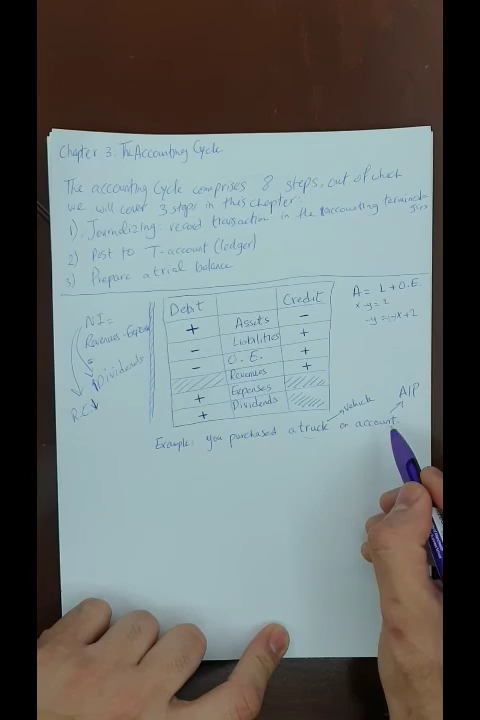 Chapter 3: The Accounting Cycle
The accounting cycle comprises 8 steps, out of which
we will cover 3 steps in this chapter:
1) Journalizing: record transaction in the accounting
2) Post to T-account (ledger)
3) Prepare a trial balance
Debit Credit
+ Assets -
- Liabilities +
- O.E. +
Revenues +
+ Expenses
+ Dividends
A = L + O.E.
x y = 2
-y = -x + 2
NI =
Revenues - Expenses
Dividends
Example: you purchased a truck on account.
vehicle
A/P